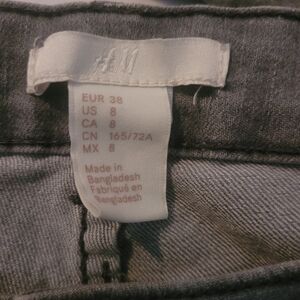 H&M
EUR 38
US 8
CA 8
CN 165/72A
MX 8
Made in
Bangladesh
Fabriqué en
Bangladesh